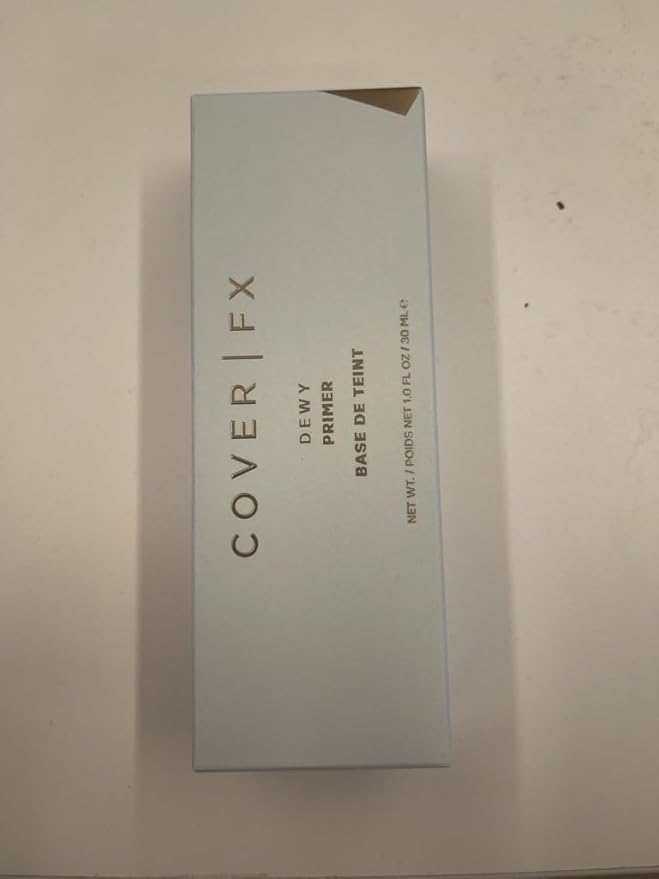 COVER | FX
DEWY
PRIMER
BASE DE TEINT
NET WT. / POIDS NET 1.0 FL OZ / 30 ML ℮